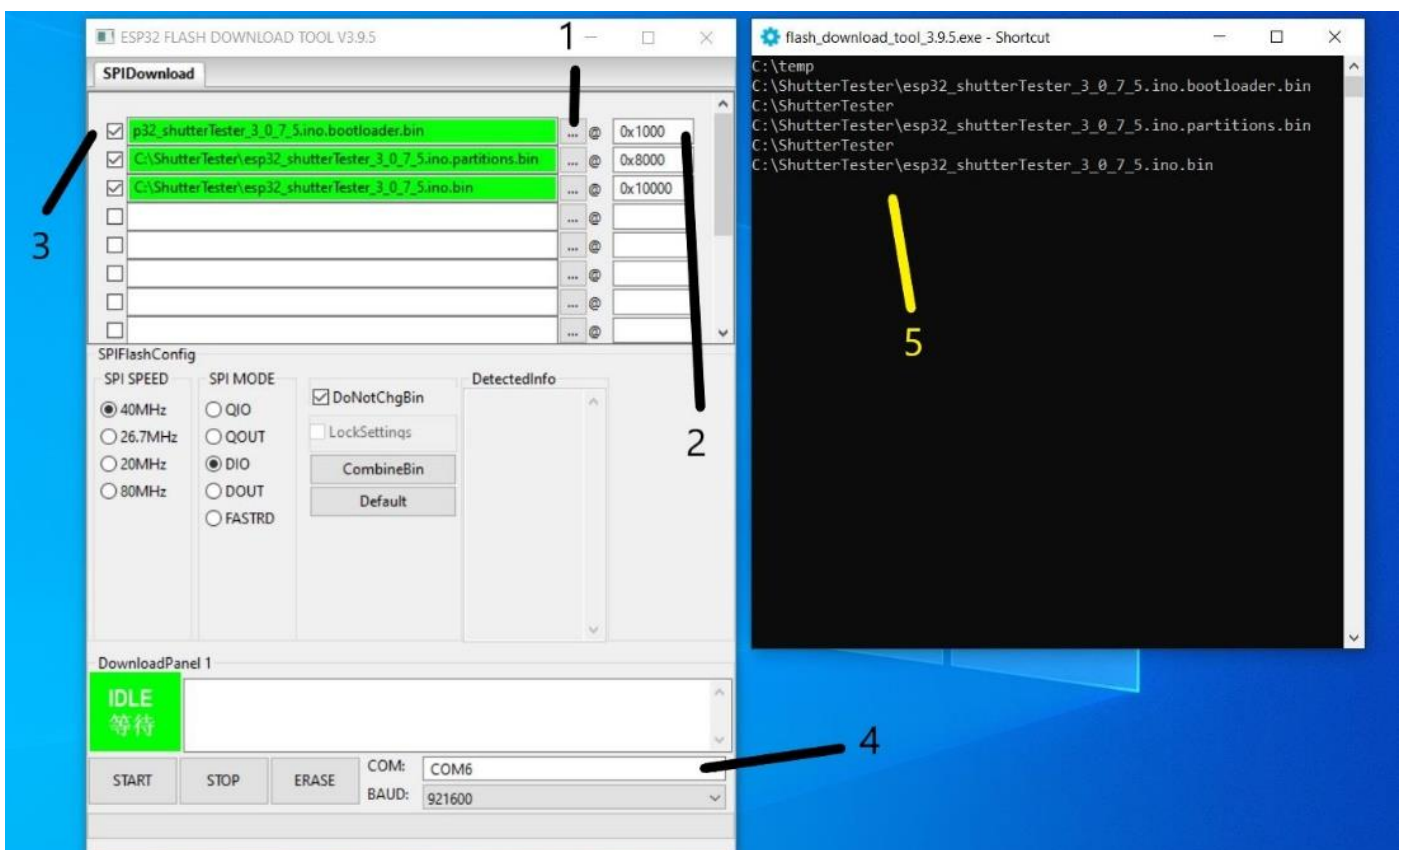 ESP32 FLASH DOWNLOAD TOOL V3.9.5
1
SPIDownload
3
p32_shutterTester_3_0_7_5.ino.bootloader.bin ... @ 0x1000
C:\ShutterTester\esp32_shutterTester_3_0_7_5.ino.partitions.bin ... @ 0x8000
C:\ShutterTester\esp32_shutterTester_3_0_7_5.ino.bin ... @ 0x10000
... @
... @
... @
... @
... @
2
SPIFlashConfig
SPI SPEED
40MHz
26.7MHz
20MHz
80MHz
SPI MODE
QIO
QOUT
DIO
DOUT
FASTRD
DoNotChgBin
LockSettings
CombineBin
Default
DetectedInfo
DownloadPanel 1
IDLE
等待
START STOP ERASE
COM: COM6
BAUD: 921600
4
flash_download_tool_3.9.5.exe - Shortcut
C:\temp
C:\ShutterTester\esp32_shutterTester_3_0_7_5.ino.bootloader.bin
C:\ShutterTester
C:\ShutterTester\esp32_shutterTester_3_0_7_5.ino.partitions.bin
C:\ShutterTester
C:\ShutterTester\esp32_shutterTester_3_0_7_5.ino.bin
5